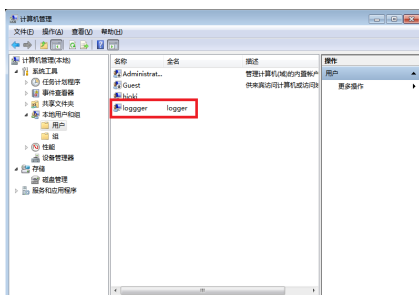 计算机管理
文件(F) 操作(A) 查看(V) 帮助(H)
计算机管理(本地)
系统工具
任务计划程序
事件查看器
共享文件夹
本地用户和组
用户
组
性能
设备管理器
存储
磁盘管理
服务和应用程序
名称 全名 描述
Administrat... 管理计算机(域)的内置帐户
Guest 供来宾访问计算机或访问域
hioki
loggger logger
操作
用户
更多操作